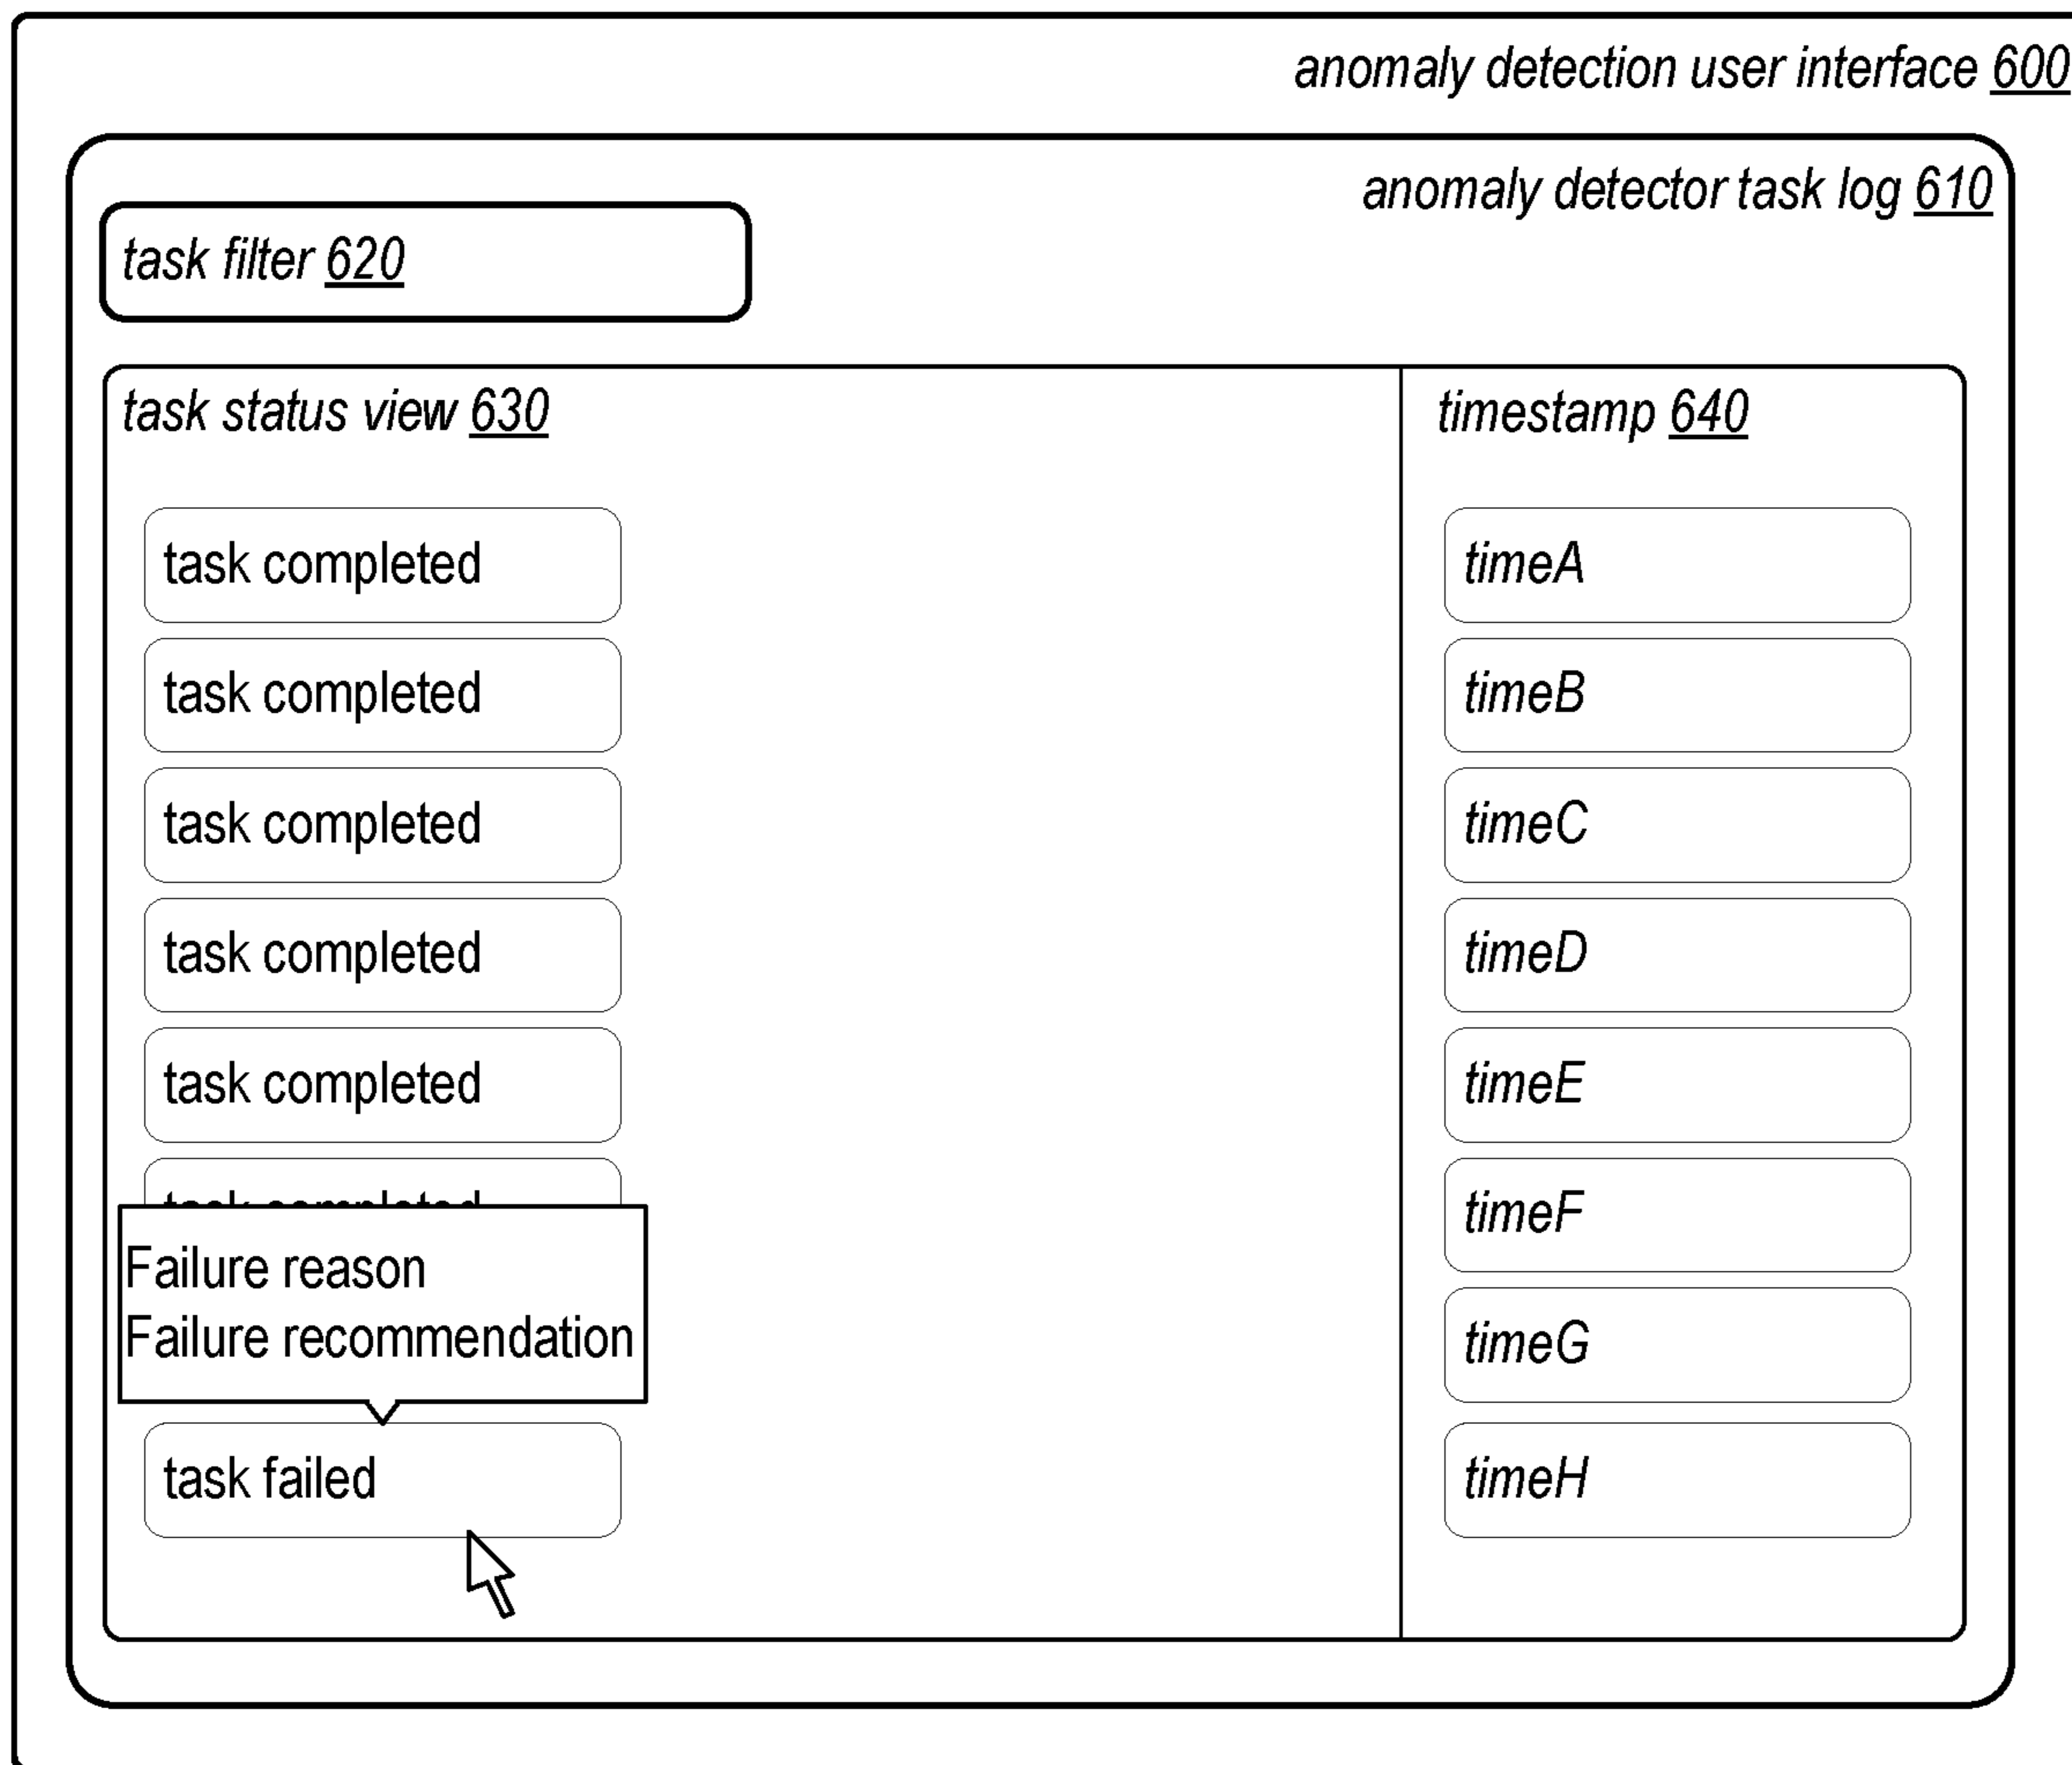 anomaly detection user interface 600
anomaly detector task log 610
task filter 620
task status view 630
timestamp 640
task completed
timeA
task completed
timeB
task completed
timeC
task completed
timeD
task completed
timeE
task completed
timeF
Failure reason
Failure recommendation
timeG
task failed
timeH